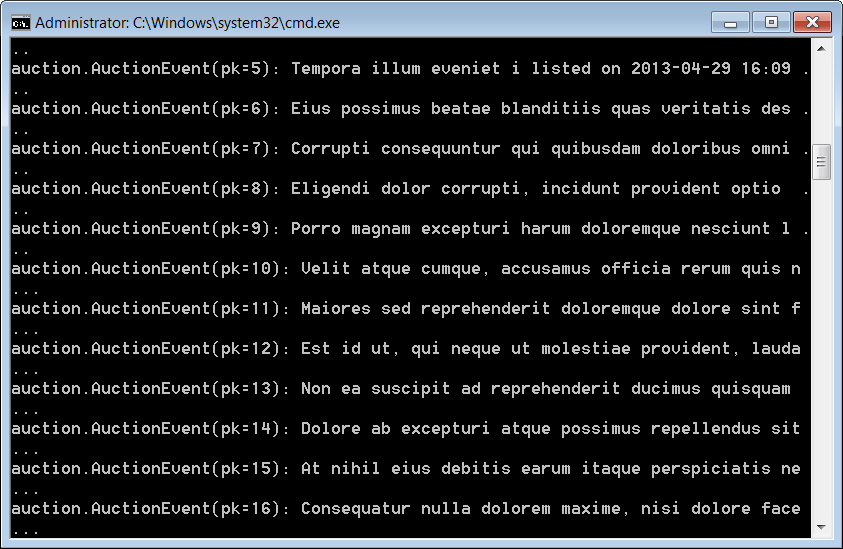 Administrator: C:\Windows\system32\cmd.exe
..
auction.AuctionEvent(pk=5): Tempora illum eveniet i listed on 2013-04-29 16:09 .
..
auction.AuctionEvent(pk=6): Eius possimus beatae blanditiis quas veritatis des .
..
auction.AuctionEvent(pk=7): Corrupti consequuntur qui quibusdam doloribus omni .
..
auction.AuctionEvent(pk=8): Eligendi dolor corrupti, incidunt provident optio  .
..
auction.AuctionEvent(pk=9): Porro magnam excepturi harum doloremque nesciunt l .
..
auction.AuctionEvent(pk=10): Velit atque cumque, accusamus officia rerum quis n
...
auction.AuctionEvent(pk=11): Maiores sed reprehenderit doloremque dolore sint f
...
auction.AuctionEvent(pk=12): Est id ut, qui neque ut molestiae provident, lauda
...
auction.AuctionEvent(pk=13): Non ea suscipit ad reprehenderit ducimus quisquam
...
auction.AuctionEvent(pk=14): Dolore ab excepturi atque possimus repellendus sit
...
auction.AuctionEvent(pk=15): At nihil eius debitis earum itaque perspiciatis ne
...
auction.AuctionEvent(pk=16): Consequatur nulla dolorem maxime, nisi dolore face
...